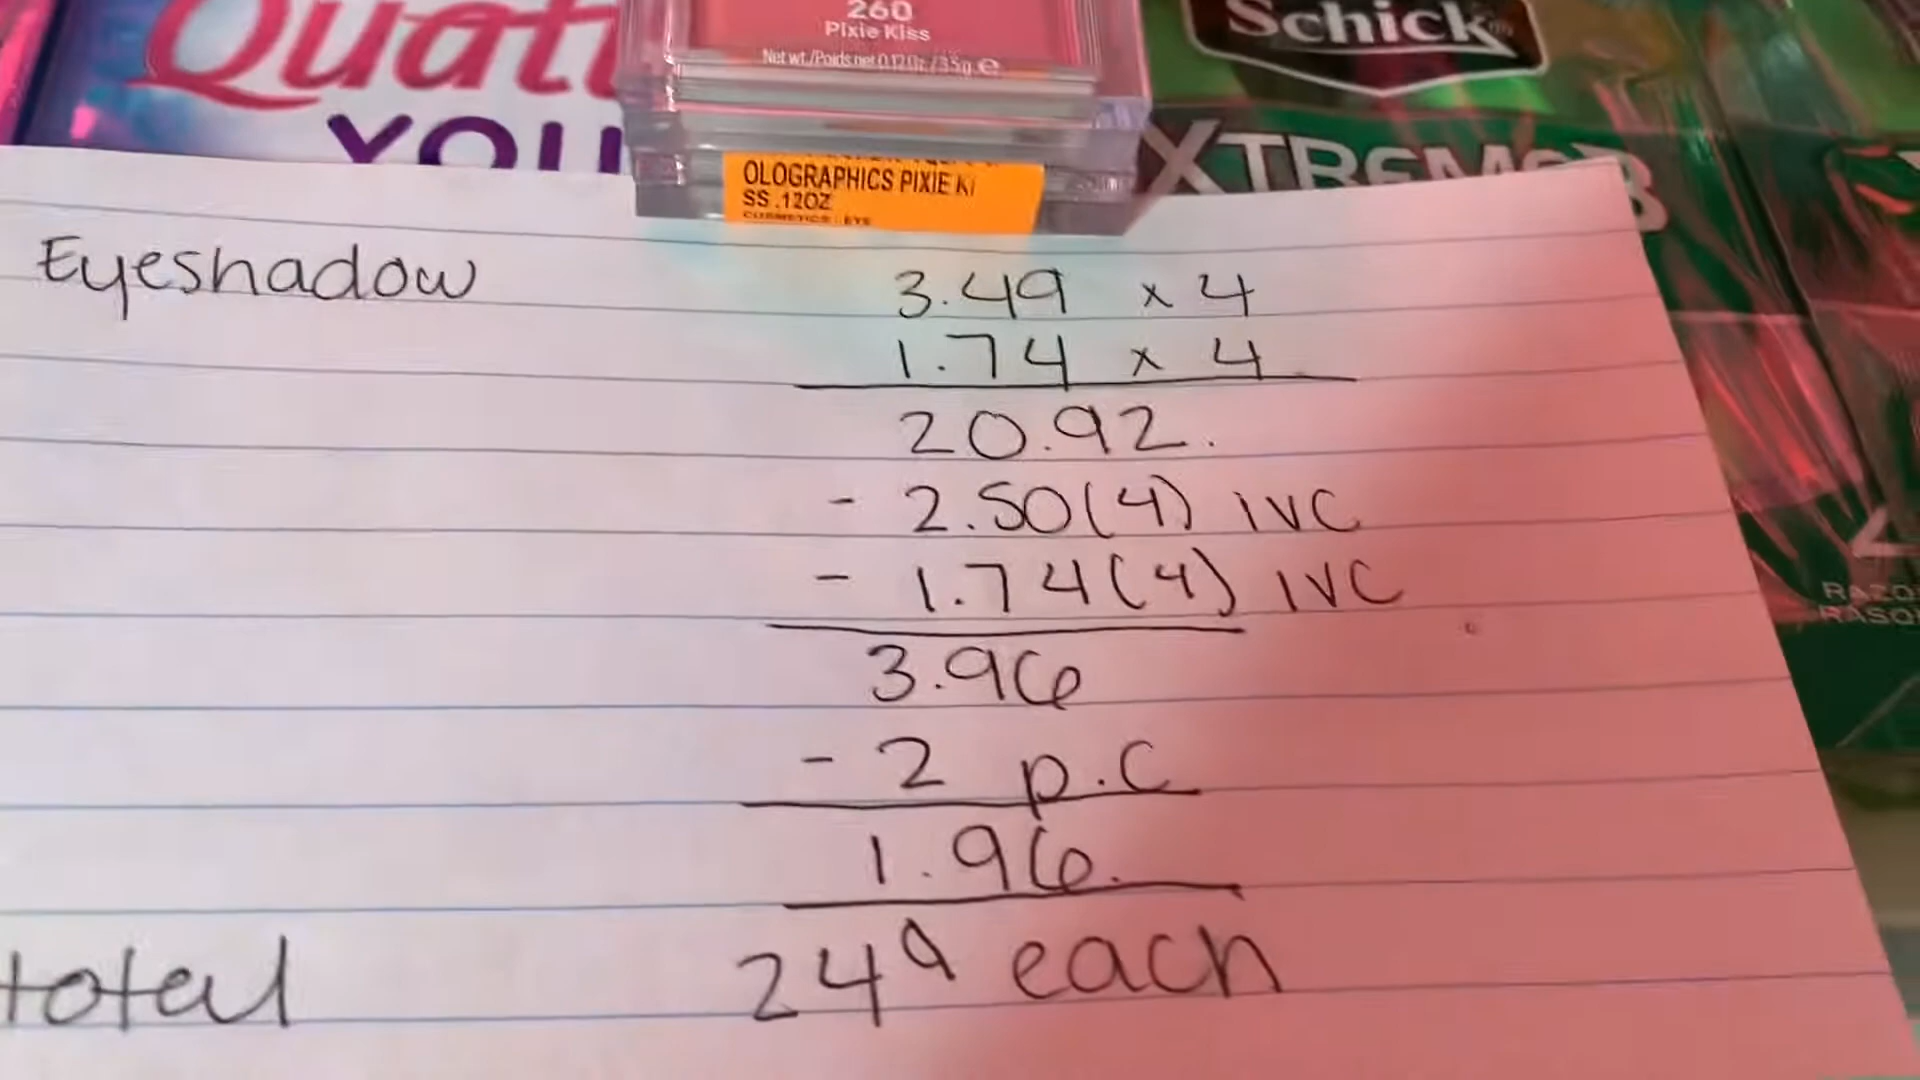 260
Pixie Kiss
Net wt./Poids net 0.12 Oz./3.5g e
Schick
YOU
OLOGRAPHICS PIXIE KI
SS .12OZ
COSMETICS : EYE
Eyeshadow
3.49 x 4
1.74 x 4
20.92.
- 2.50(4) IVC
- 1.74(4) IVC
3.96
- 2 p.c
1.96.
total 24 9 each